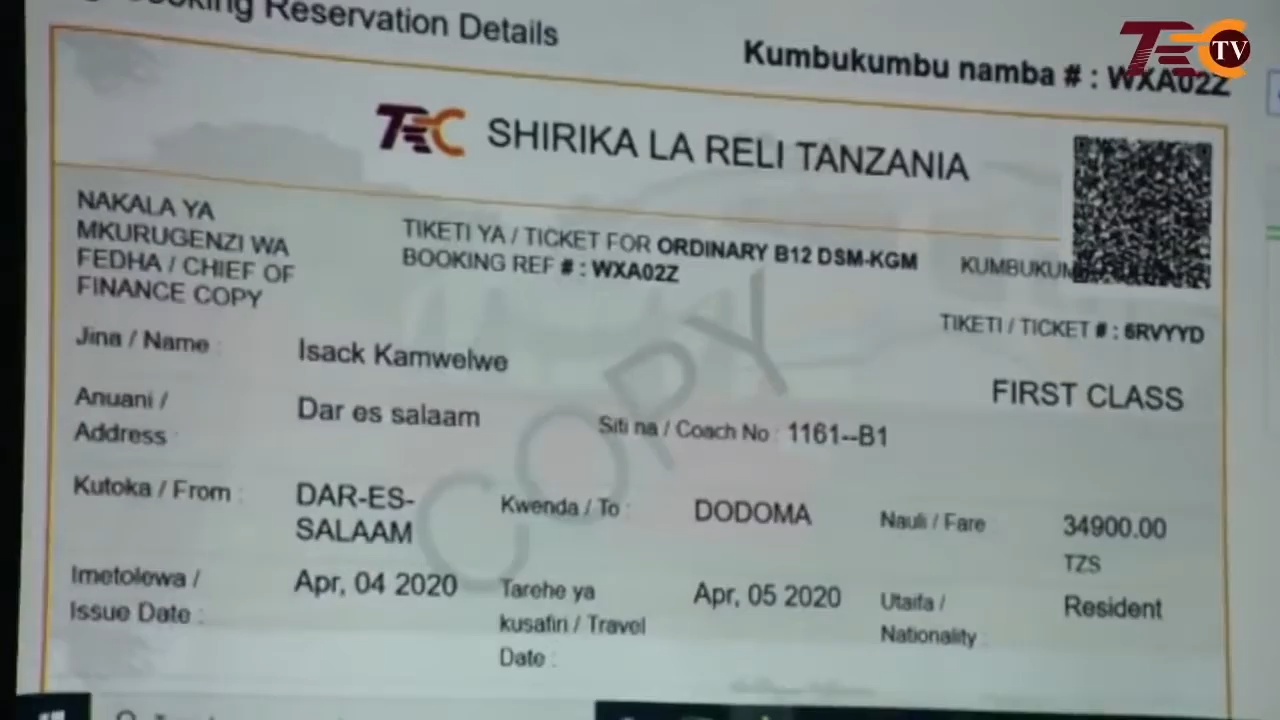 Reservation Details
Kumbukumbu namba # : WXA02Z
TRC TV
TRC SHIRIKA LA RELI TANZANIA
NAKALA YA
MKURUGENZI WA
FEDHA / CHIEF OF
FINANCE COPY
TIKETI YA / TICKET FOR ORDINARY B12 DSM-KGM
BOOKING REF # : WXA02Z
TIKETI / TICKET # : 6RVYYD
Jina / Name : Isack Kamwelwe
FIRST CLASS
Anuani /
Address : Dar es salaam
Siti na / Coach No : 1161--B1
Kutoka / From : DAR-ES-
SALAAM
Kwenda / To : DODOMA
Nauli / Fare 34900.00
TZS
Imetolewa /
Issue Date : Apr, 04 2020
Tarehe ya
kusafiri / Travel
Date : Apr, 05 2020
Utaifa /
Nationality : Resident
COPY